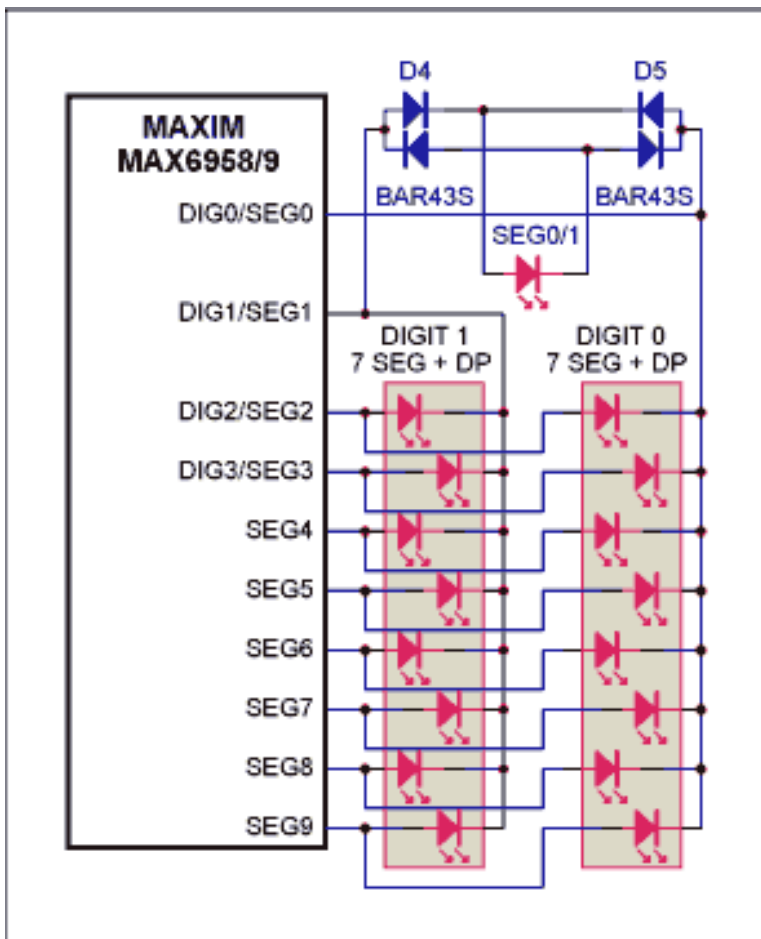 D4 D5
MAXIM
MAX6958/9
BAR43S BAR43S
DIG0/SEG0
SEG0/1
DIG1/SEG1
DIGIT 1 DIGIT 0
7 SEG + DP 7 SEG + DP
DIG2/SEG2
DIG3/SEG3
SEG4
SEG5
SEG6
SEG7
SEG8
SEG9